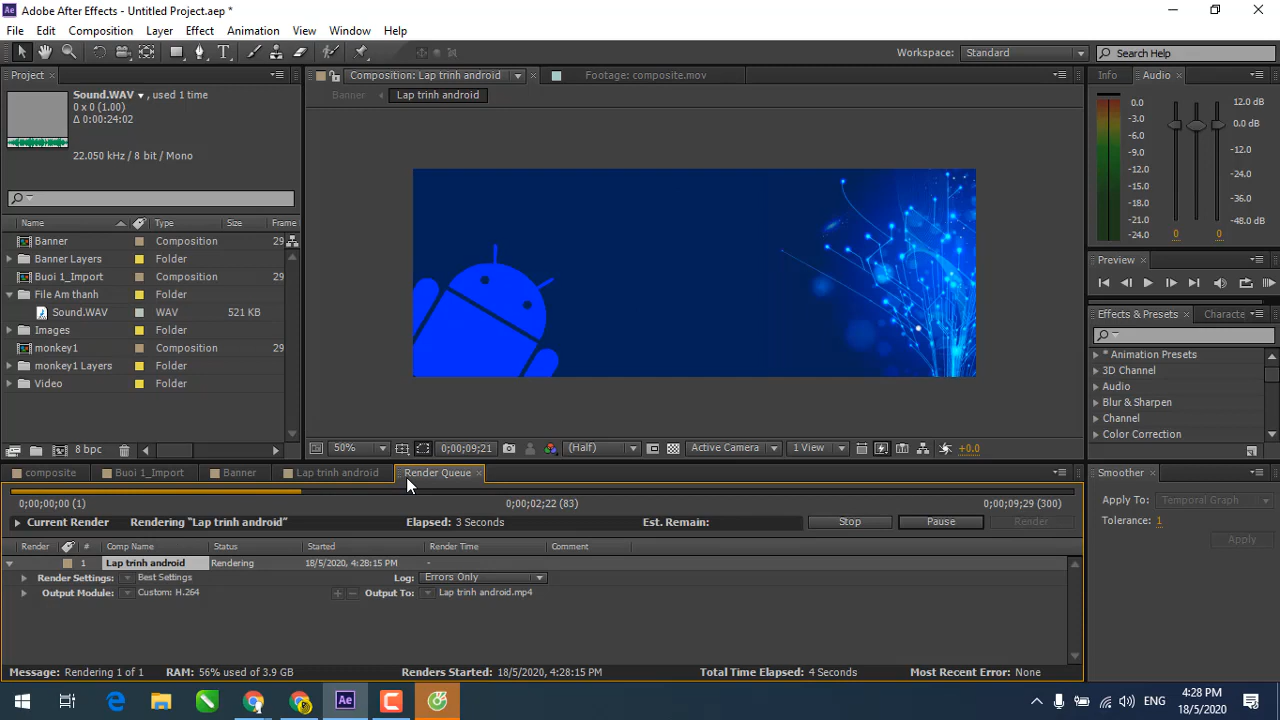 Adobe After Effects - Untitled Project.aep *
File Edit Composition Layer Effect Animation View Window Help
Workspace: Standard Search Help
Project
Composition: Lap trinh android
Footage: composite.mov
Info Audio
Sound.WAV ▾ , used 1 time
0 x 0 (1.00)
Δ 0:00:24:02
22.050 kHz / 8 bit / Mono
Banner Lap trinh android
0.0
-3.0
-6.0
-9.0
-12.0
-15.0
-18.0
-21.0
-24.0
12.0 dB
0.0 dB
-12.0
-24.0
-36.0
-48.0 dB
0 0
Name Type Size Frame
Banner Composition 29
Banner Layers Folder
Buoi 1_Import Composition 29
File Am thanh Folder
Sound.WAV WAV 521 KB
Images Folder
monkey1 Composition 29
monkey1 Layers Folder
Video Folder
8 bpc
Preview
Effects & Presets Characte
* Animation Presets
3D Channel
Audio
Blur & Sharpen
Channel
Color Correction
50% 0;00;09;21 (Half) Active Camera 1 View +0.0
composite Buoi 1_Import Banner Lap trinh android Render Queue
0;00;00;00 (1) 0;00;02;22 (83) 0;00;09;29 (300)
Current Render Rendering "Lap trinh android" Elapsed: 3 Seconds Est. Remain: Stop Pause Render
Render # Comp Name Status Started Render Time Comment
1 Lap trinh android Rendering 18/5/2020, 4:28:15 PM -
Render Settings: Best Settings Log: Errors Only
Output Module: Custom: H.264 Output To: Lap trinh android.mp4
Message: Rendering 1 of 1 RAM: 56% used of 3.9 GB Renders Started: 18/5/2020, 4:28:15 PM Total Time Elapsed: 4 Seconds Most Recent Error: None
Smoother
Apply To: Temporal Graph
Tolerance: 1
Apply
Ae
ENG
4:28 PM
18/5/2020